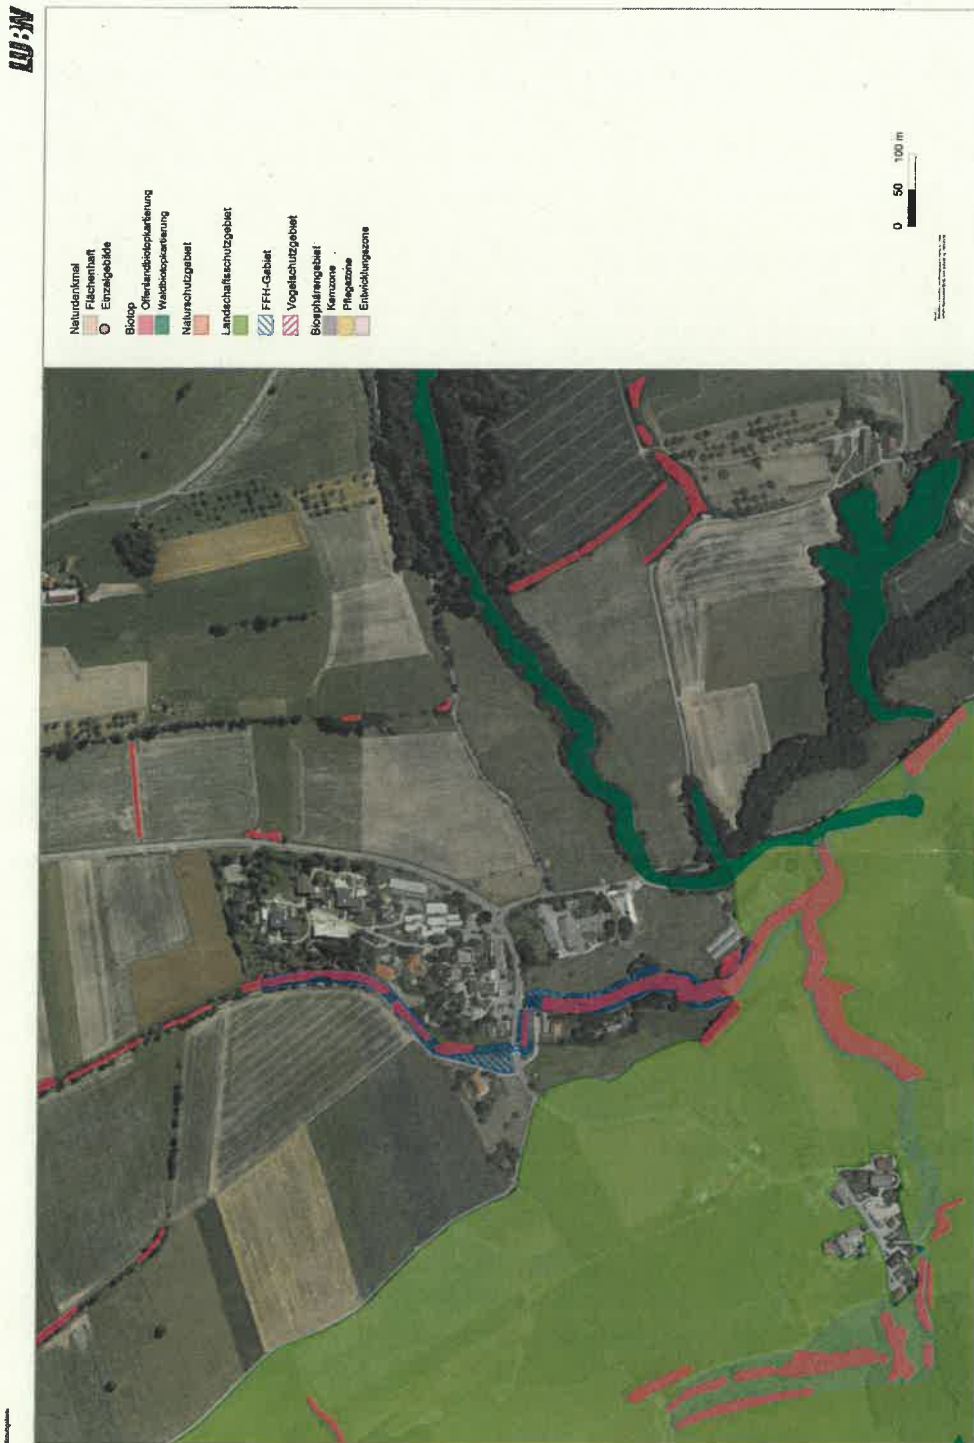 LUBW
Naturdenkmal
Flächenhaft
Einzelgebilde
Biotop
Offenlandbiotopkartierung
Waldbiotopkartierung
Naturschutzgebiet
Landschaftsschutzgebiet
FFH-Gebiet
Vogelschutzgebiet
Biosphärengebiet
Kernzone
Pflegezone
Entwicklungszone
0 50 100 m